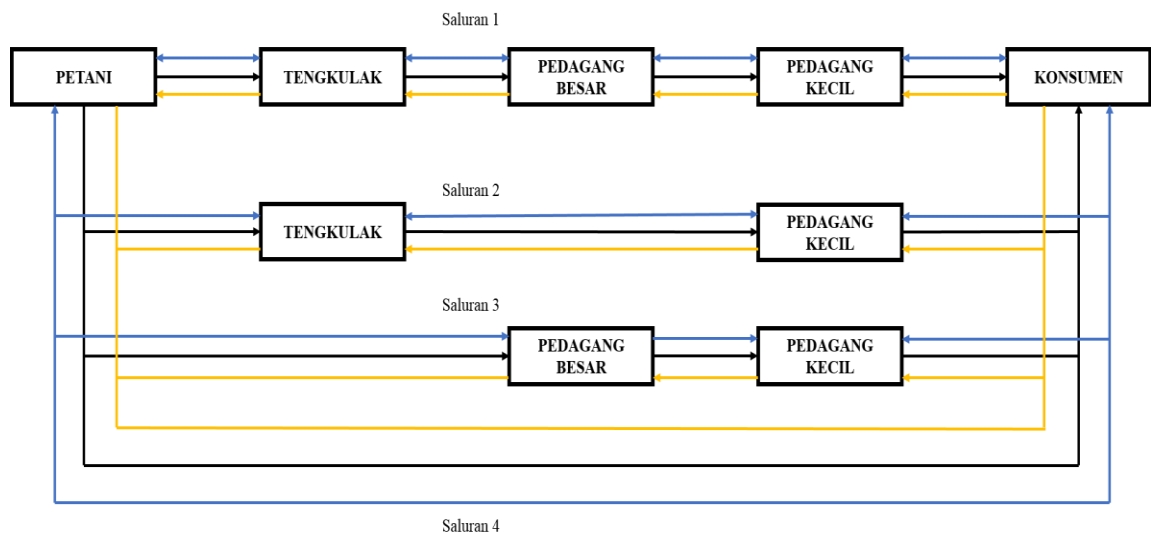 Saluran 1
PETANI
TENGKULAK
PEDAGANG
BESAR
PEDAGANG
KECIL
KONSUMEN
Saluran 2
TENGKULAK
PEDAGANG
KECIL
Saluran 3
PEDAGANG
BESAR
PEDAGANG
KECIL
Saluran 4